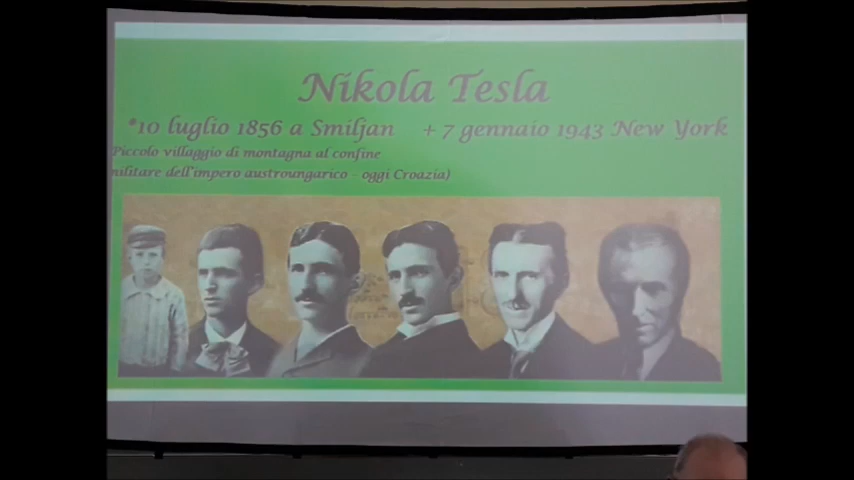 Nikola Tesla
*10 luglio 1856 a Smiljan + 7 gennaio 1943 New York
Piccolo villaggio di montagna al confine
militare dell'impero austroungarico - oggi Croazia)